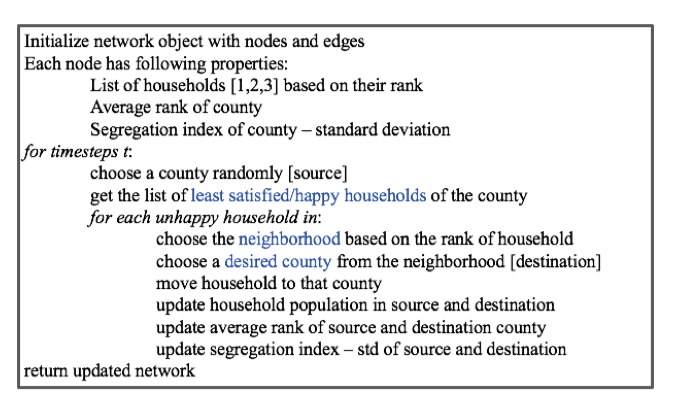 Initialize network object with nodes and edges
Each node has following properties:
List of households [1,2,3] based on their rank
Average rank of county
Segregation index of county – standard deviation
for timesteps t:
choose a county randomly [source]
get the list of least satisfied/happy households of the county
for each unhappy household in:
choose the neighborhood based on the rank of household
choose a desired county from the neighborhood [destination]
move household to that county
update household population in source and destination
update average rank of source and destination county
update segregation index – std of source and destination
return updated network